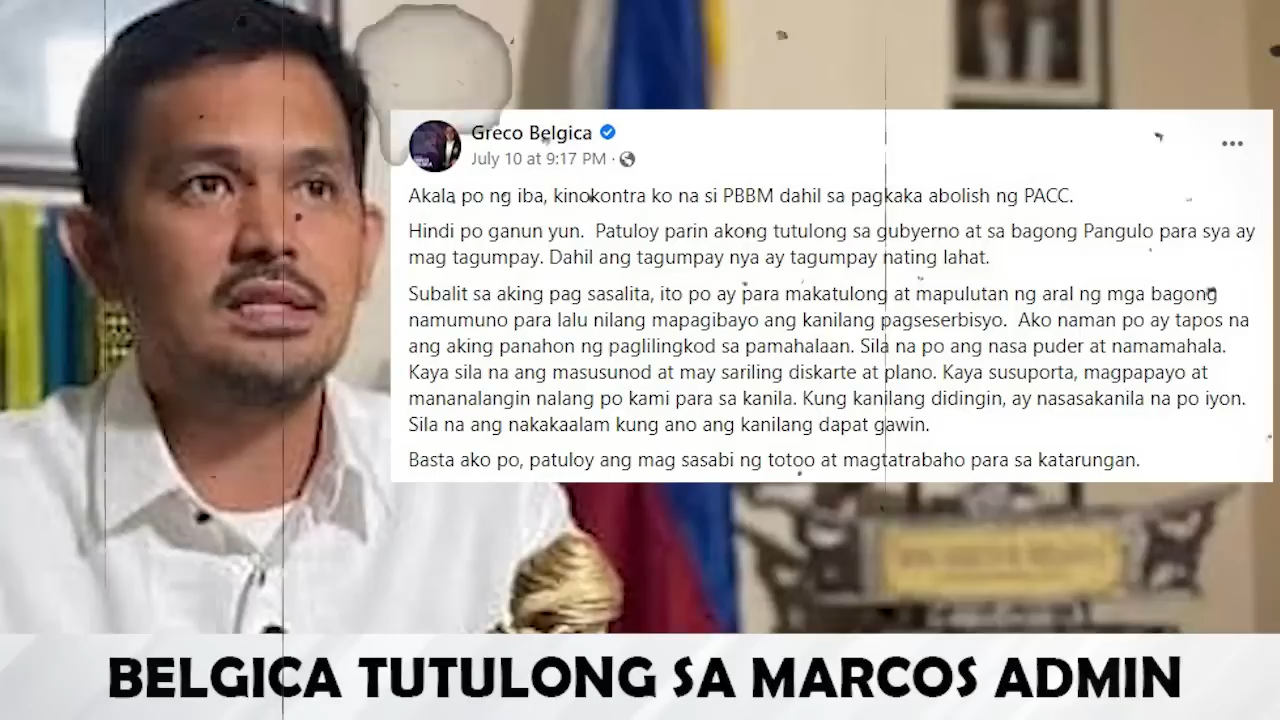 Greco Belgica
July 10 at 9:17 PM ·
Akala po ng iba, kinokontra ko na si PBBM dahil sa pagkaka abolish ng PACC.
Hindi po ganun yun. Patuloy parin akong tutulong sa gubyerno at sa bagong Pangulo para sya ay
mag tagumpay. Dahil ang tagumpay nya ay tagumpay nating lahat.
Subalit sa aking pag sasalita, ito po ay para makatulong at mapulutan ng aral ng mga bagong
namumuno para lalu nilang mapagibayo ang kanilang pagseserbisyo. Ako naman po ay tapos na
ang aking panahon ng paglilingkod sa pamahalaan. Sila na po ang nasa puder at namamahala.
Kaya sila na ang masusunod at may sariling diskarte at plano. Kaya susuporta, magpapayo at
mananalangin nalang po kami para sa kanila. Kung kanilang didingin, ay nasasakanila na po iyon.
Sila na ang nakakaalam kung ano ang kanilang dapat gawin.
Basta ako po, patuloy ang mag sasabi ng totoo at magtatrabaho para sa katarungan.
BELGICA TUTULONG SA MARCOS ADMIN